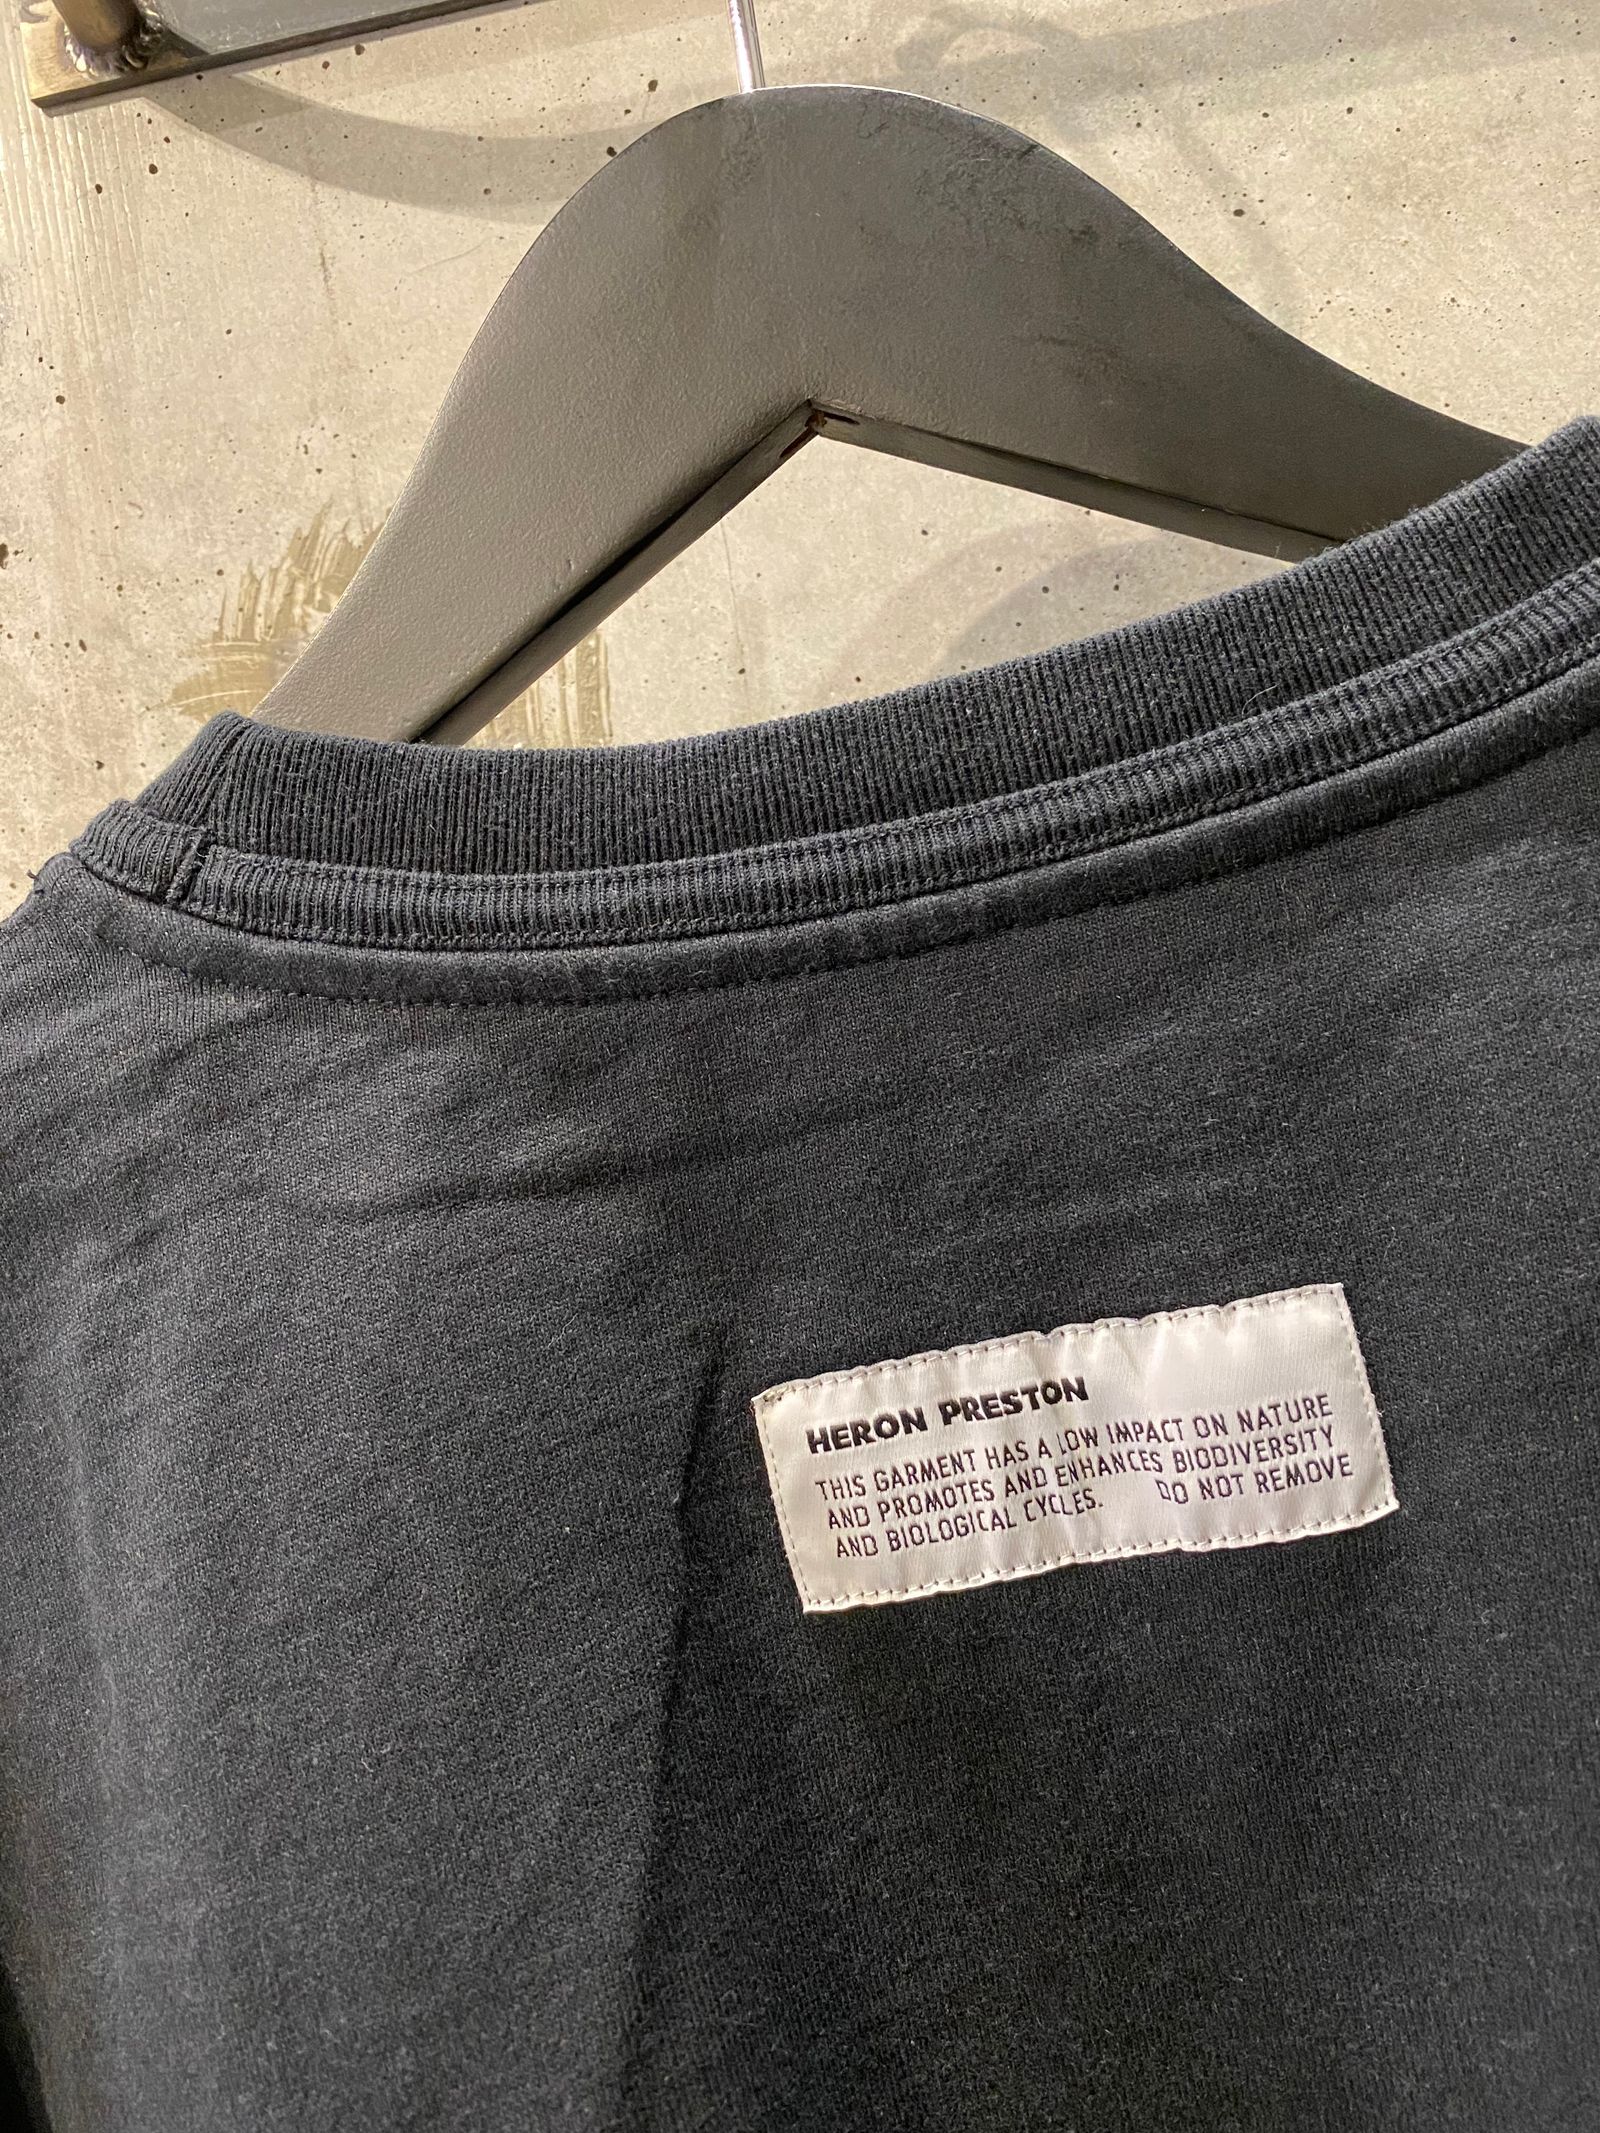 HERON PRESTON
THIS GARMENT HAS A LOW IMPACT ON NATURE
AND PROMOTES AND ENHANCES BIODIVERSITY
AND BIOLOGICAL CYCLES. DO NOT REMOVE